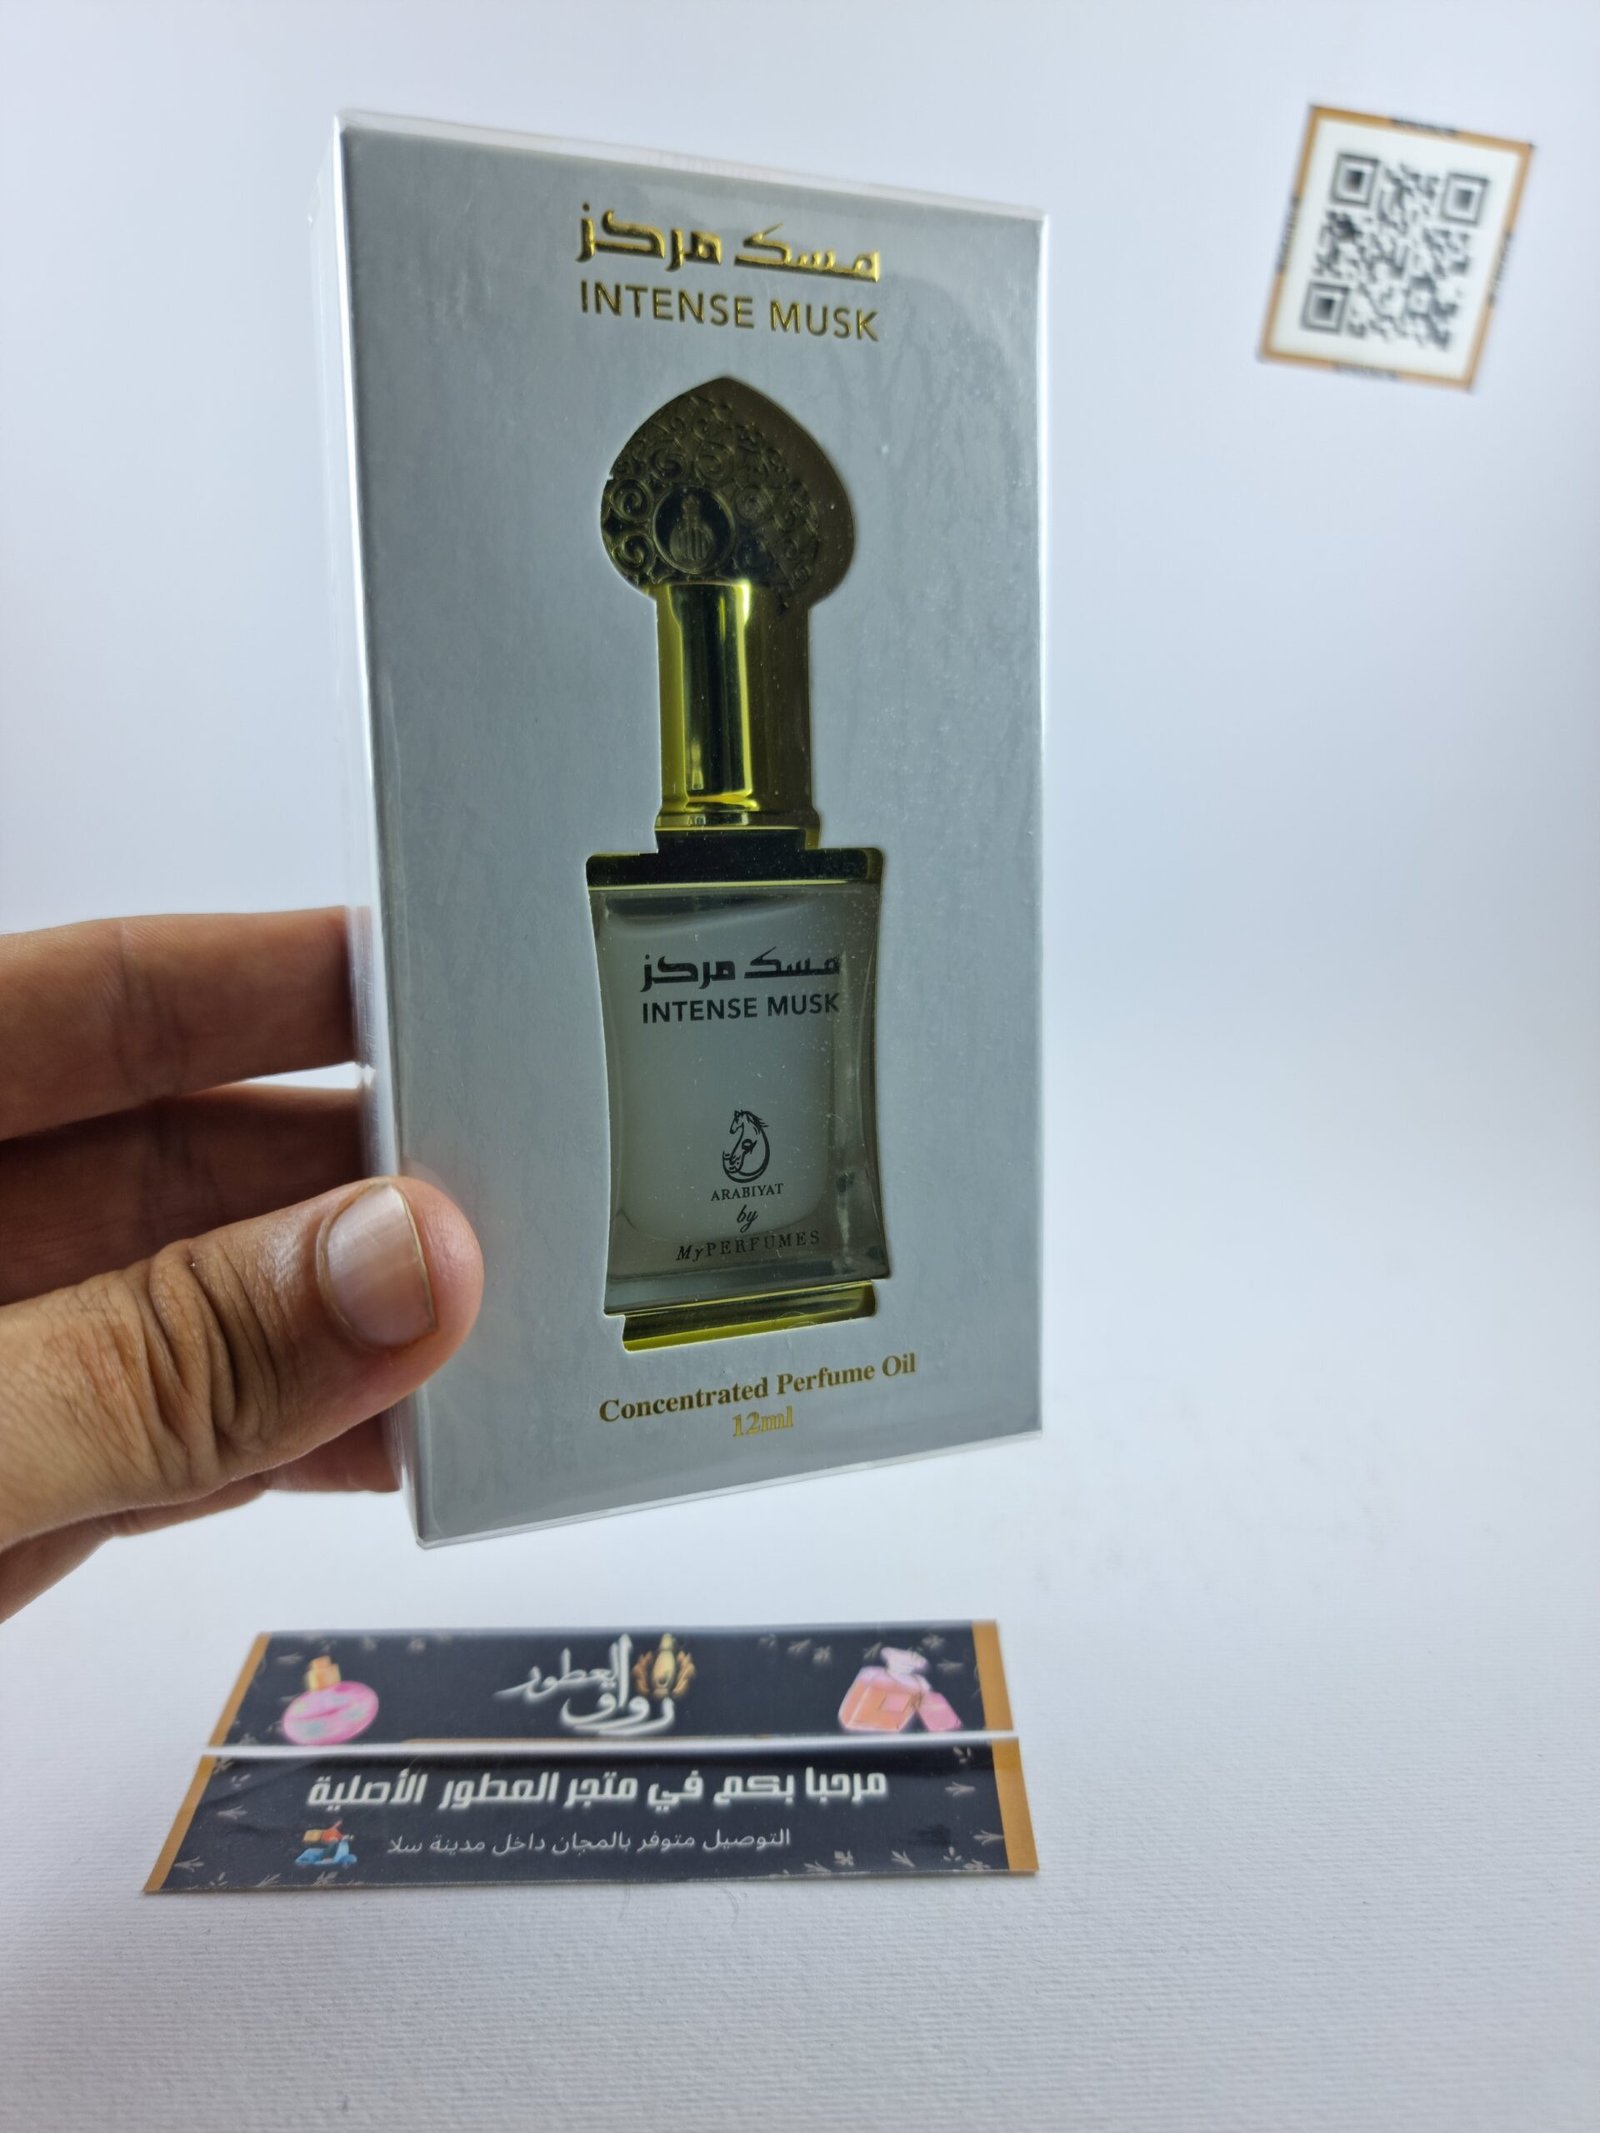 مسك مركز
INTENSE MUSK
مسك مركز
INTENSE MUSK
ARABIYAT
by
MyPERFUMES
Concentrated Perfume Oil
12ml
رواق العطور
مرحبا بكم في متجر العطور الأصلية
التوصيل متوفر بالمجان داخل مدينة سلا